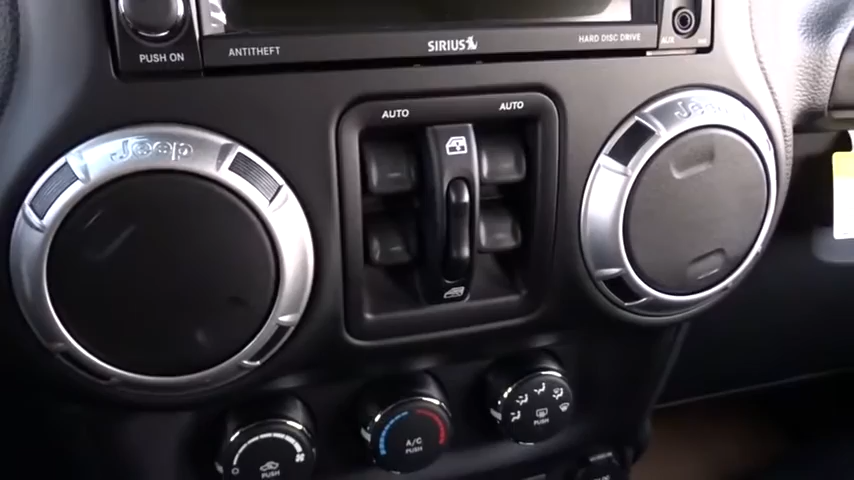 PUSH ON
ANTITHEFT
SIRIUS
HARD DISC DRIVE
AUX
AUTO
AUTO
Jeep
Jeep
PUSH
A/C
PUSH
PUSH